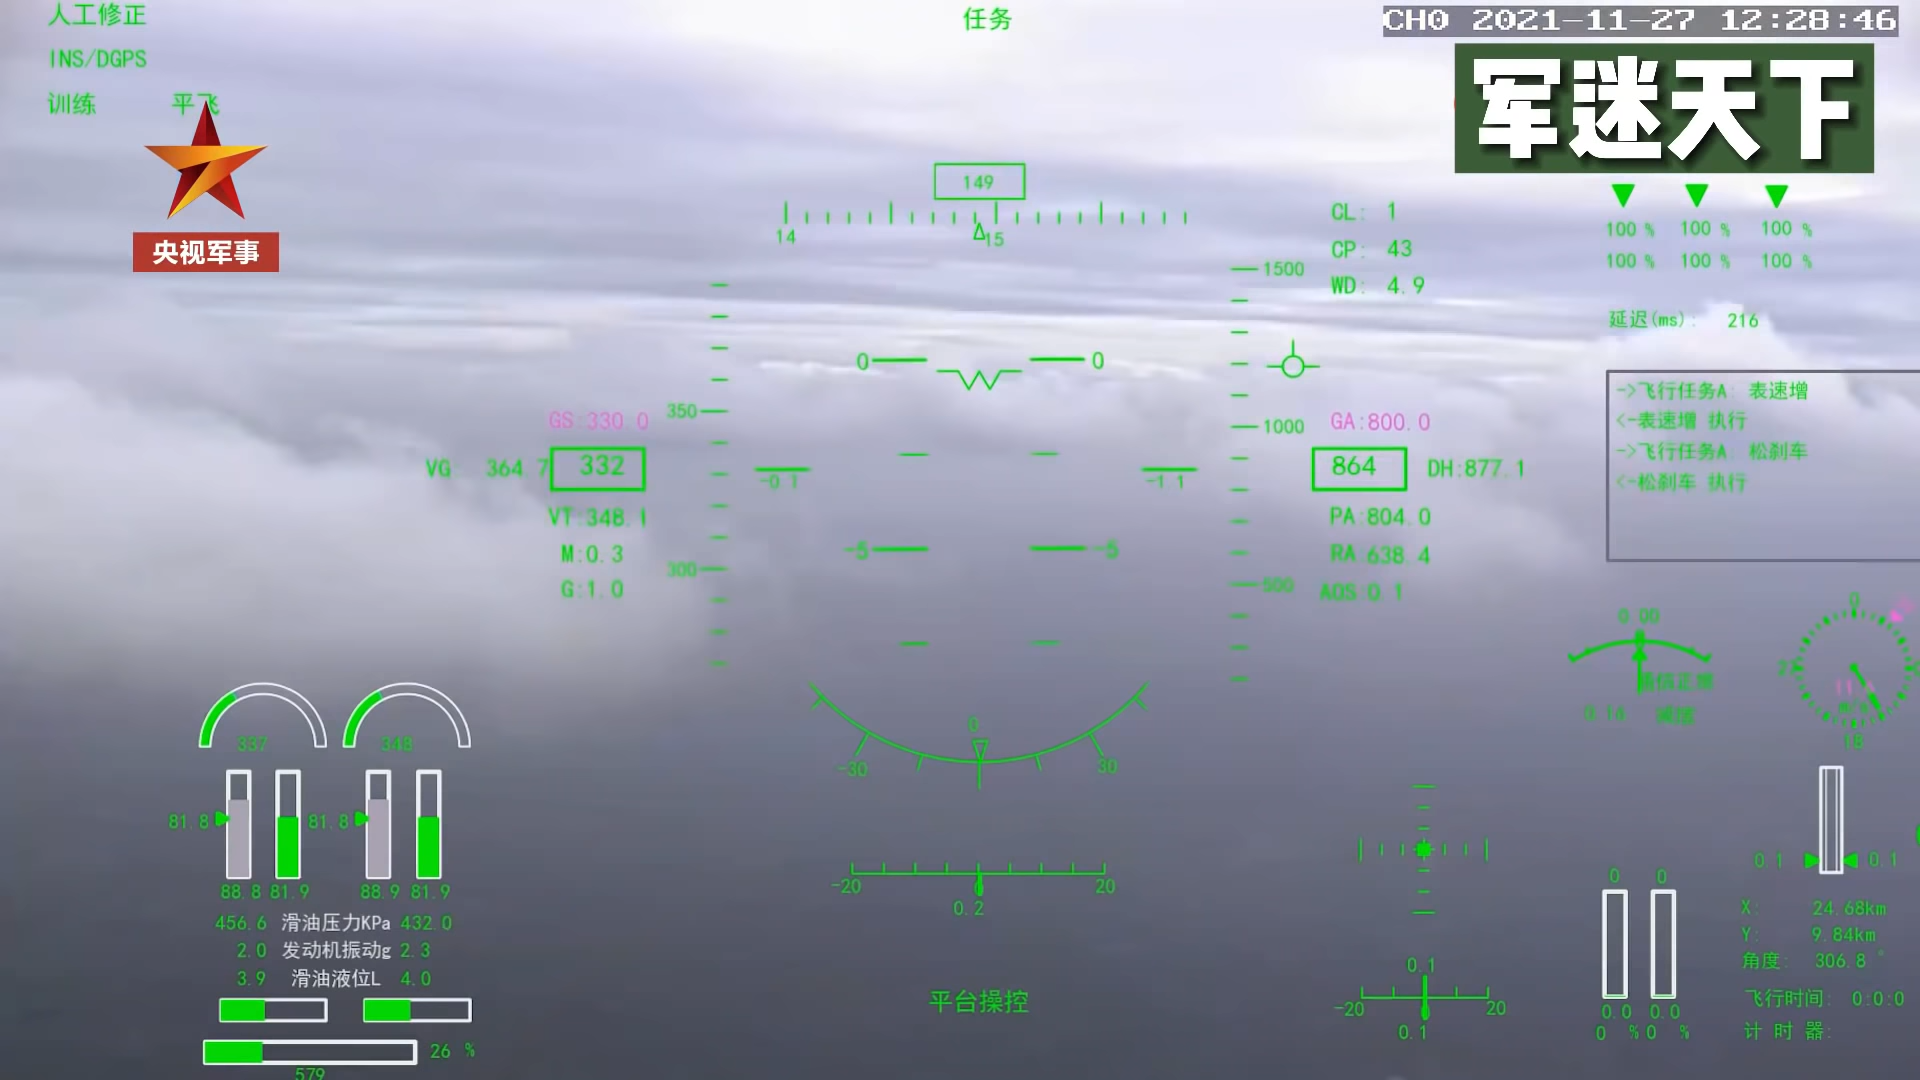 人工修正
任务
CH0 2021-11-27 12:28:46
INS/DGPS
军迷天下
训练 平飞
央视军事
149
14 15
CL: 1
CP: 43
WD: 4.9
100 % 100 % 100 %
100 % 100 % 100 %
延迟(ms): 216
1500
0 0
->飞行任务A: 表速增
<-表速增 执行
->飞行任务A: 松刹车
<-松刹车 执行
GS:330.0
350
1000
GA:800.0
VG 364.7
332
-0.1
-1.1
864
DH:877.1
VT:348.1
PA:804.0
M:0.3
-5 -5
RA:638.4
G:1.0
300
500
AOS:0.1
0.00
0
18
337 348
0
-30 30
81.8 81.8
88.8 81.9 88.9 81.9
-20 20
0.2
456.6 滑油压力KPa 432.0
2.0 发动机振动g 2.3
3.9 滑油液位L 4.0
26 %
579
平台操控
0.1
-20 20
0.1
0 0
0.0 0.0
0 % 0 %
0.1 0.1
X: 24.68km
Y: 9.84km
角度: 306.8 °
飞行时间: 0:0:0
计 时 器: